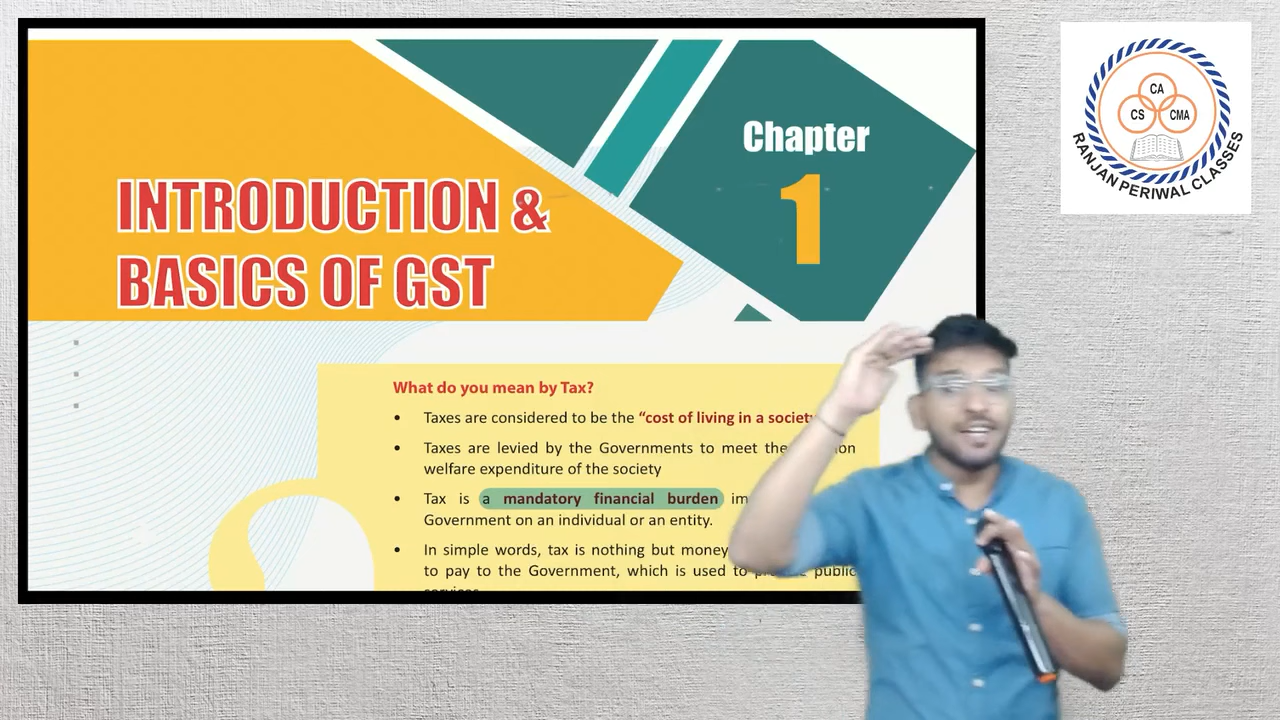 INTRODUCTION &
BASICS OF GST
Chapter
1
What do you mean by Tax?
• Taxes are considered to be the “cost of living in a society
• Taxes are levied by the Governments to meet the
welfare expenditure of the society
• Tax is a mandatory financial burden
Government on an individual or an entity.
• In simple words, tax is nothing but money
to pay to the Government, which is used to public
CA
CS CMA
RANJAN PERIWAL CLASSES